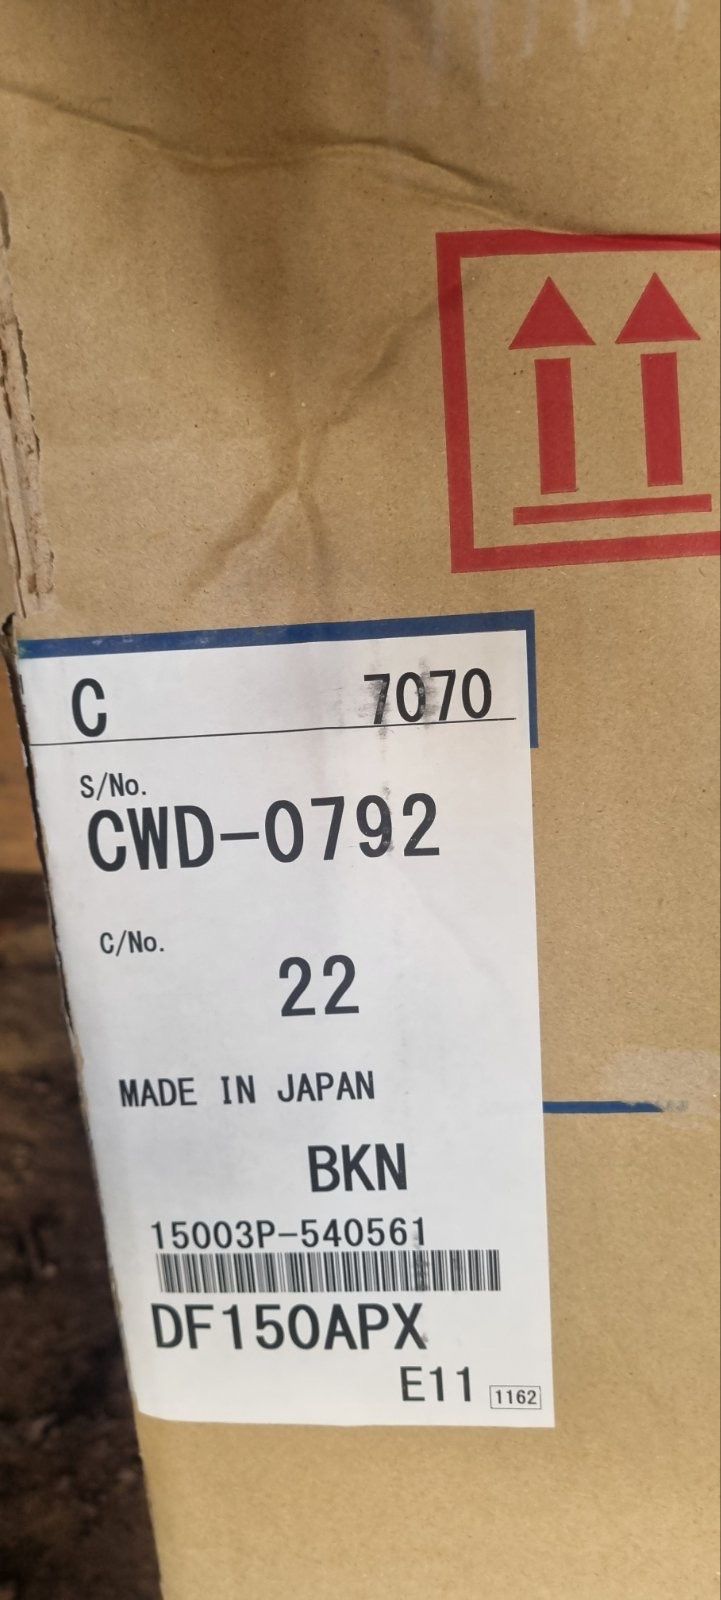 C 7070
S/No.
CWD-0792
C/No.
22
MADE IN JAPAN
BKN
15003P-540561
DF150APX
E11 1162